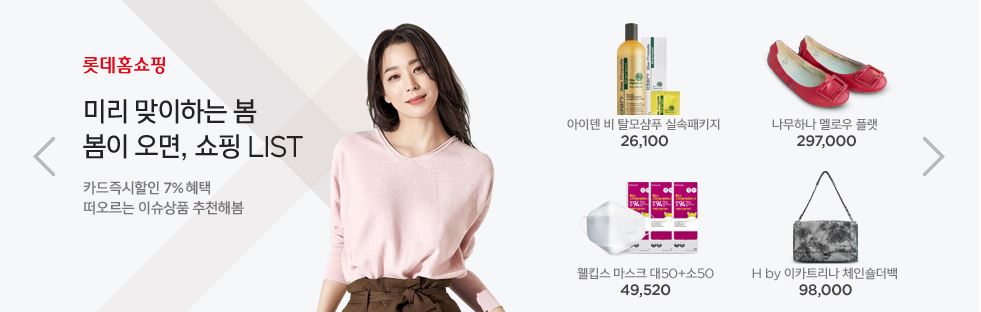 롯데홈쇼핑
미리 맞이하는 봄
봄이 오면, 쇼핑 LIST
카드즉시할인 7% 혜택
떠오르는 이슈상품 추천해봄
아이덴 비 탈모샴푸 실속패키지
26,100
나무하나 멜로우 플랫
297,000
웰킵스 마스크 대50+소50
49,520
H by 이카트리나 체인숄더백
98,000